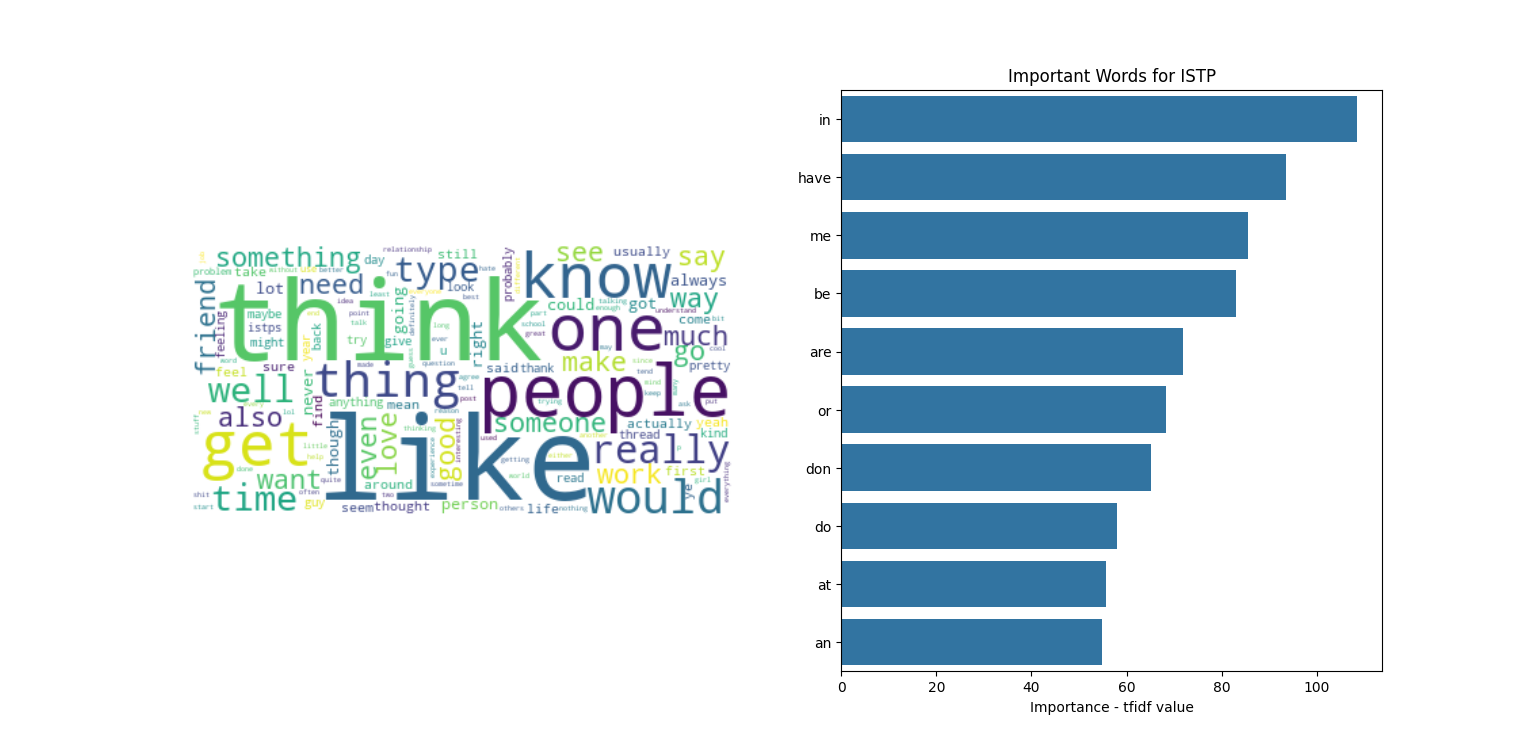 something
think
know
people
like
one
thing
get
type
see
usually
say
still
day
relationship
problem
take
without
use
better
fun
hate
look
best
probably
always
lot
need
way
could
talking
enough
got
understand
come
bit
friend
maybe
idea
least
point
talk
istps
might
back
try
give
going
definitely
long
part
school
great
ever
u
right
much
go
cool
pretty
since
may
make
said
thank
question
guess
made
year
feeling
word
feel
sure
well
never
find
anything
mean
agree
tell
post
tend
mind
keep
ask
put
someone
actually
yeah
kind
thread
also
lol
stuff
though
even
love
thinking
reason
good
interesting
experience
used
really
getting
trying
another
either
world
read
work
first
girl
everything
little
help
done
want
quite
around
sometime
two
often
time
shit
start
guy
seem
thought
person
others
life
nothing
would
ye
p
Important Words for ISTP
in
have
me
be
are
or
don
do
at
an
0 20 40 60 80 100
Importance - tfidf value